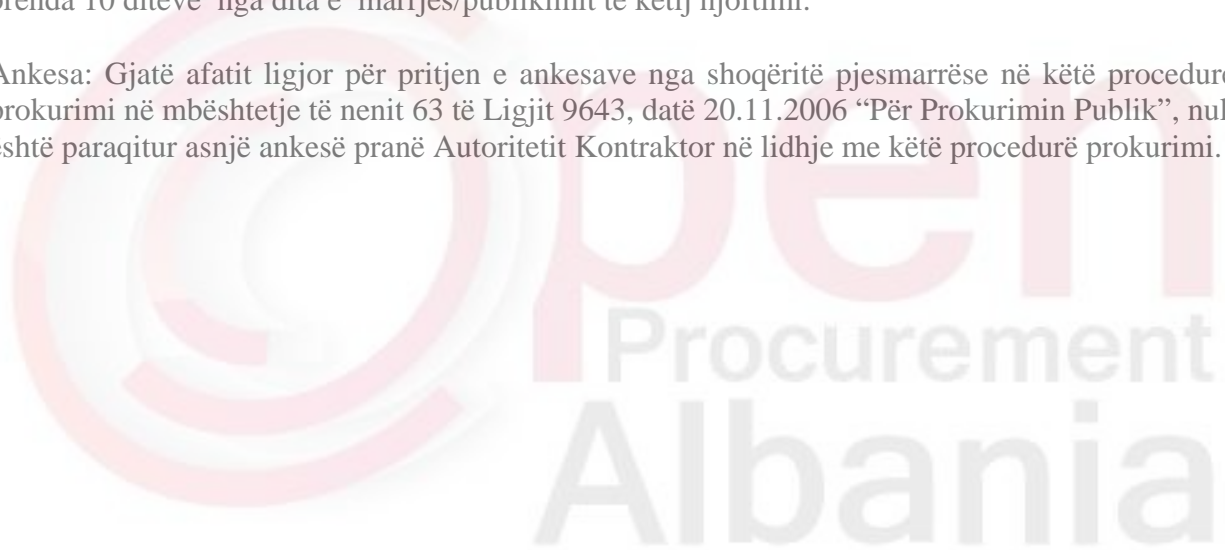 brenda 10 ditëve nga dita e marrjes/publikimit të këtij njoftimi.
Ankesa: Gjatë afatit ligjor për pritjen e ankesave nga shoqëritë pjesmarrëse në këtë procedurë
prokurimi në mbështetje të nenit 63 të Ligjit 9643, datë 20.11.2006 “Për Prokurimin Publik”, nuk
është paraqitur asnjë ankesë pranë Autoritetit Kontraktor në lidhje me këtë procedurë prokurimi.
Open
Procurement
Albania